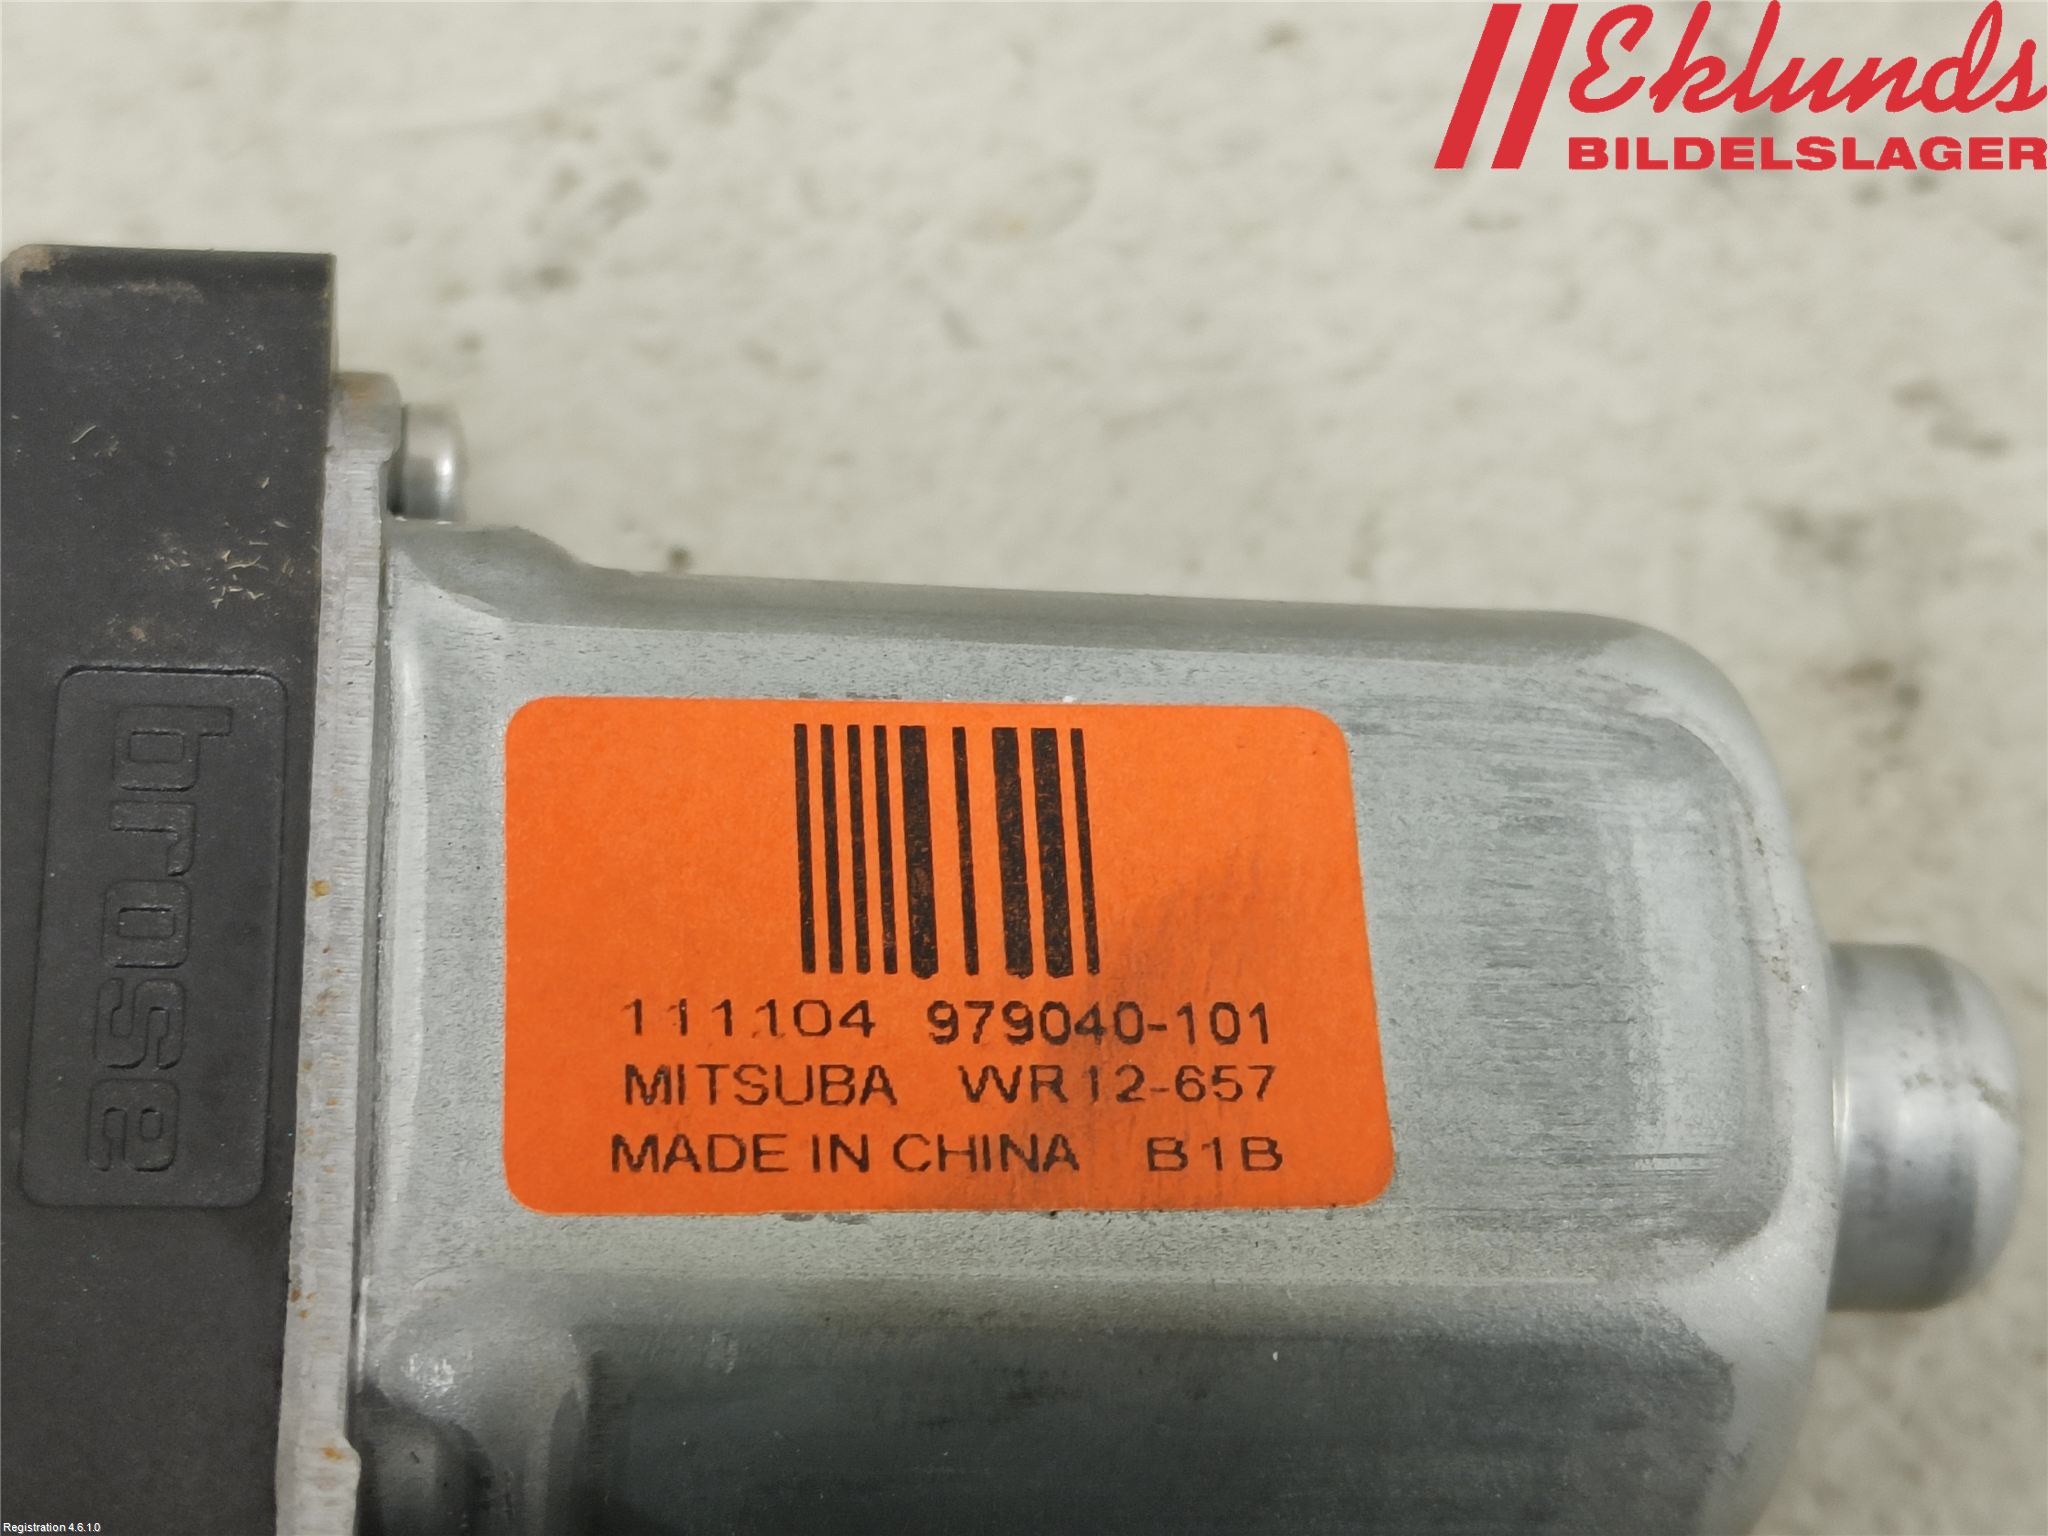 Eklunds
BILDELSLAGER
brose
111104 979040-101
MITSUBA WR12-657
MADE IN CHINA B1B
Registration 4.6.1.0